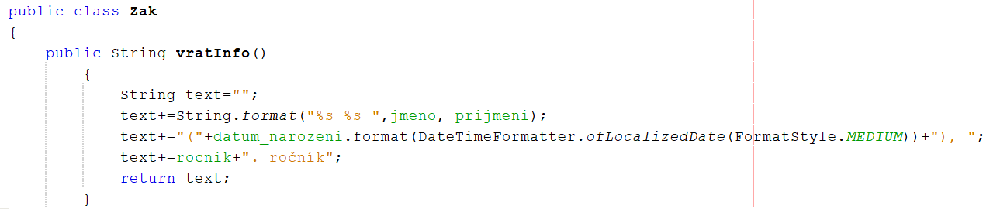 public class Zak
{
public String vratInfo()
{
String text="";
text+=String.format("%s %s ",jmeno, prijmeni);
text+="("+datum_narozeni.format(DateTimeFormatter.ofLocalizedDate(FormatStyle.MEDIUM))+"), ";
text+=rocnik+". ročník";
return text;
}